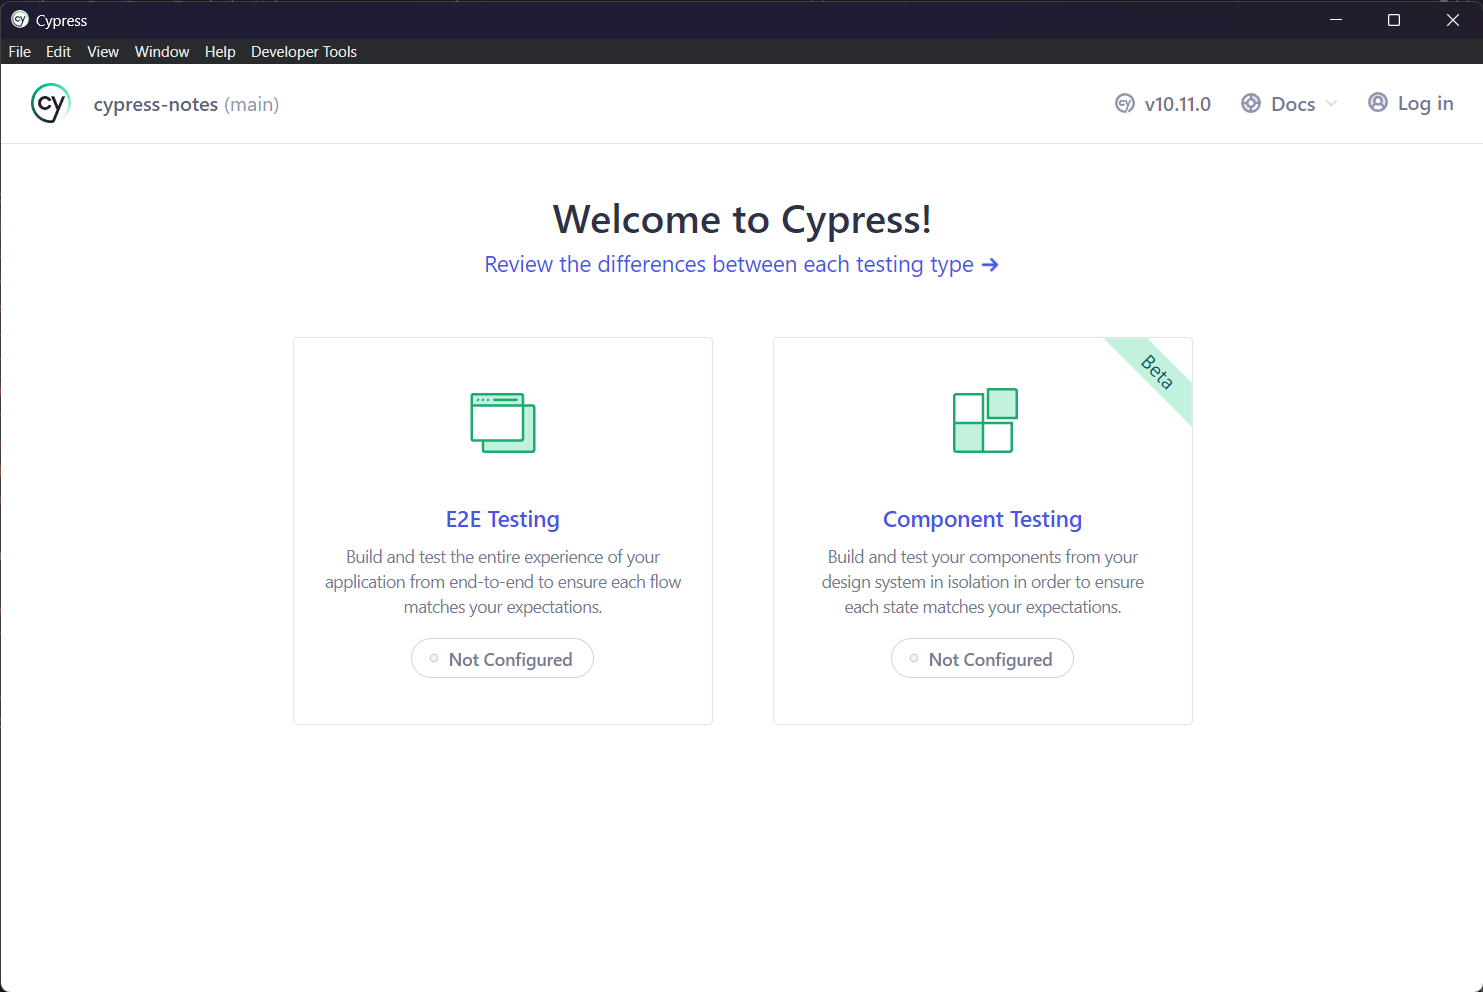 cy Cypress
File Edit View Window Help Developer Tools
cy cypress-notes (main) cy v10.11.0 Docs Log in
Welcome to Cypress!
Review the differences between each testing type →
Beta
E2E Testing
Build and test the entire experience of your
application from end-to-end to ensure each flow
matches your expectations.
Not Configured
Component Testing
Build and test your components from your
design system in isolation in order to ensure
each state matches your expectations.
Not Configured